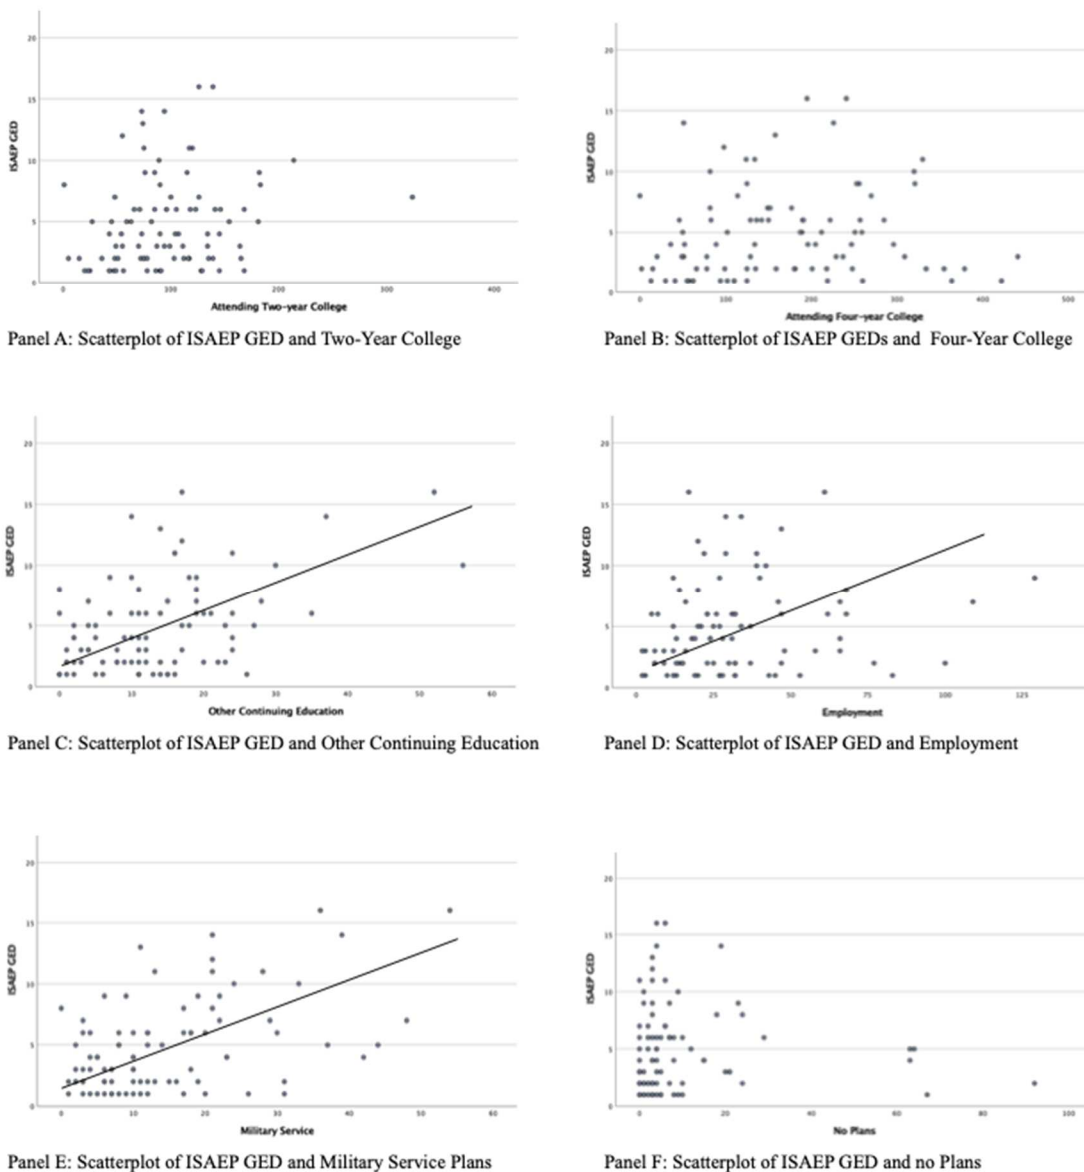 20
15
10
5
0
ISAEP GED
0 100 200 300 400
Attending Two-year College
Panel A: Scatterplot of ISAEP GED and Two-Year College
20
15
10
5
0
ISAEP GED
0 100 200 300 400 500
Attending Four-year College
Panel B: Scatterplot of ISAEP GEDs and Four-Year College
20
15
10
5
0
ISAEP GED
0 10 20 30 40 50 60
Other Continuing Education
Panel C: Scatterplot of ISAEP GED and Other Continuing Education
20
15
10
5
0
ISAEP GED
0 25 50 75 100 125
Employment
Panel D: Scatterplot of ISAEP GED and Employment
20
15
10
5
0
ISAEP GED
0 10 20 30 40 50 60
Military Service
Panel E: Scatterplot of ISAEP GED and Military Service Plans
20
15
10
5
0
ISAEP GED
0 20 40 60 80 100
No Plans
Panel F: Scatterplot of ISAEP GED and no Plans